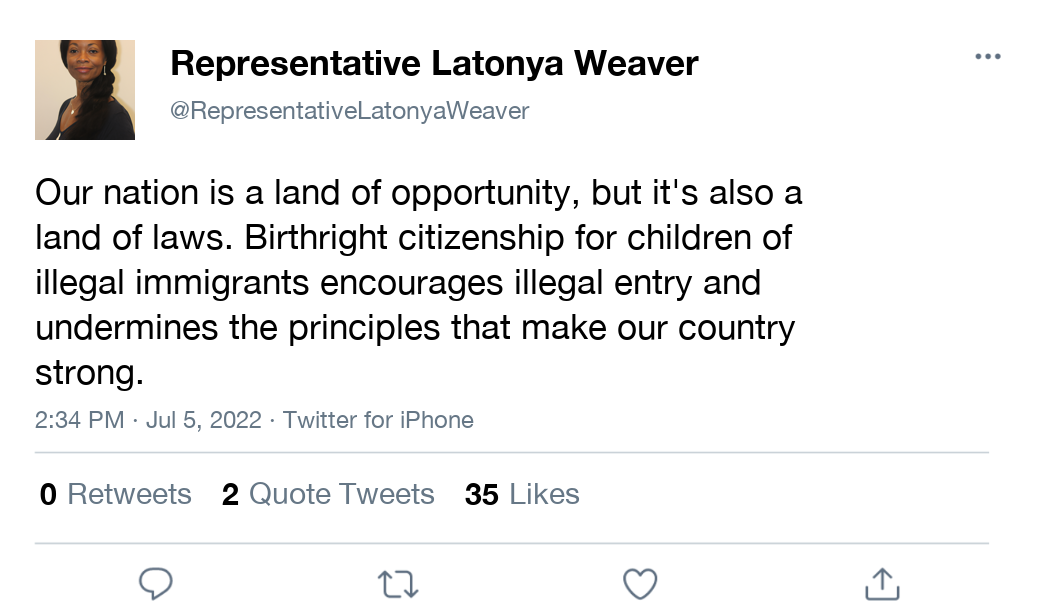 Representative Latonya Weaver
@RepresentativeLatonyaWeaver
Our nation is a land of opportunity, but it's also a
land of laws. Birthright citizenship for children of
illegal immigrants encourages illegal entry and
undermines the principles that make our country
strong.
2:34 PM · Jul 5, 2022 · Twitter for iPhone
0 Retweets 2 Quote Tweets 35 Likes